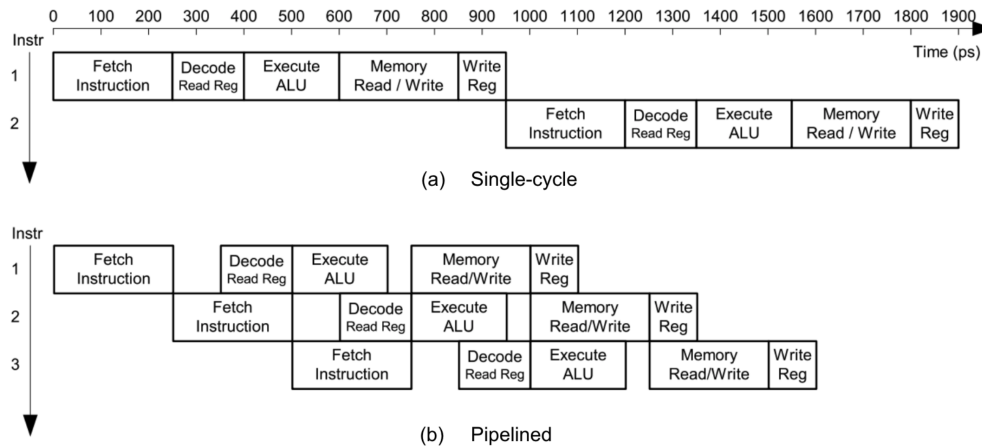 0 100 200 300 400 500 600 700 800 900 1000 1100 1200 1300 1400 1500 1600 1700 1800 1900
Instr
Time (ps)
1
Fetch
Instruction
Decode
Read Reg
Execute
ALU
Memory
Read / Write
Write
Reg
2
Fetch
Instruction
Decode
Read Reg
Execute
ALU
Memory
Read / Write
Write
Reg
(a) Single-cycle
Instr
1
Fetch
Instruction
Decode
Read Reg
Execute
ALU
Memory
Read/Write
Write
Reg
2
Fetch
Instruction
Decode
Read Reg
Execute
ALU
Memory
Read/Write
Write
Reg
3
Fetch
Instruction
Decode
Read Reg
Execute
ALU
Memory
Read/Write
Write
Reg
(b) Pipelined